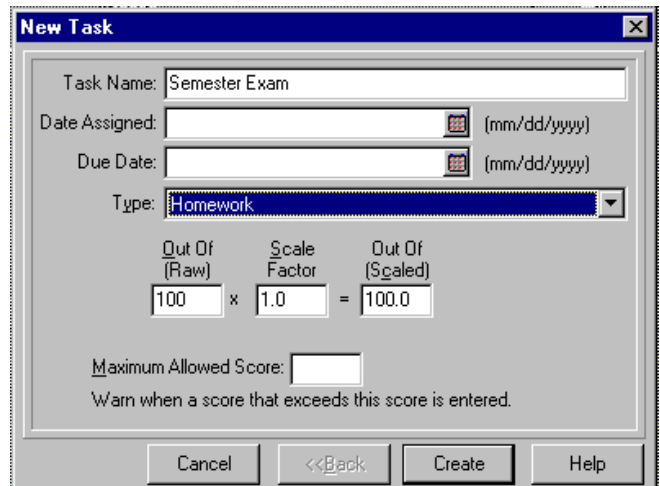 New Task
Task Name: Semester Exam
Date Assigned: (mm/dd/yyyy)
Due Date: (mm/dd/yyyy)
Type: Homework
Out Of Scale Out Of
(Raw) Factor (Scaled)
100 x 1.0 = 100.0
Maximum Allowed Score:
Warn when a score that exceeds this score is entered.
Cancel <<Back Create Help